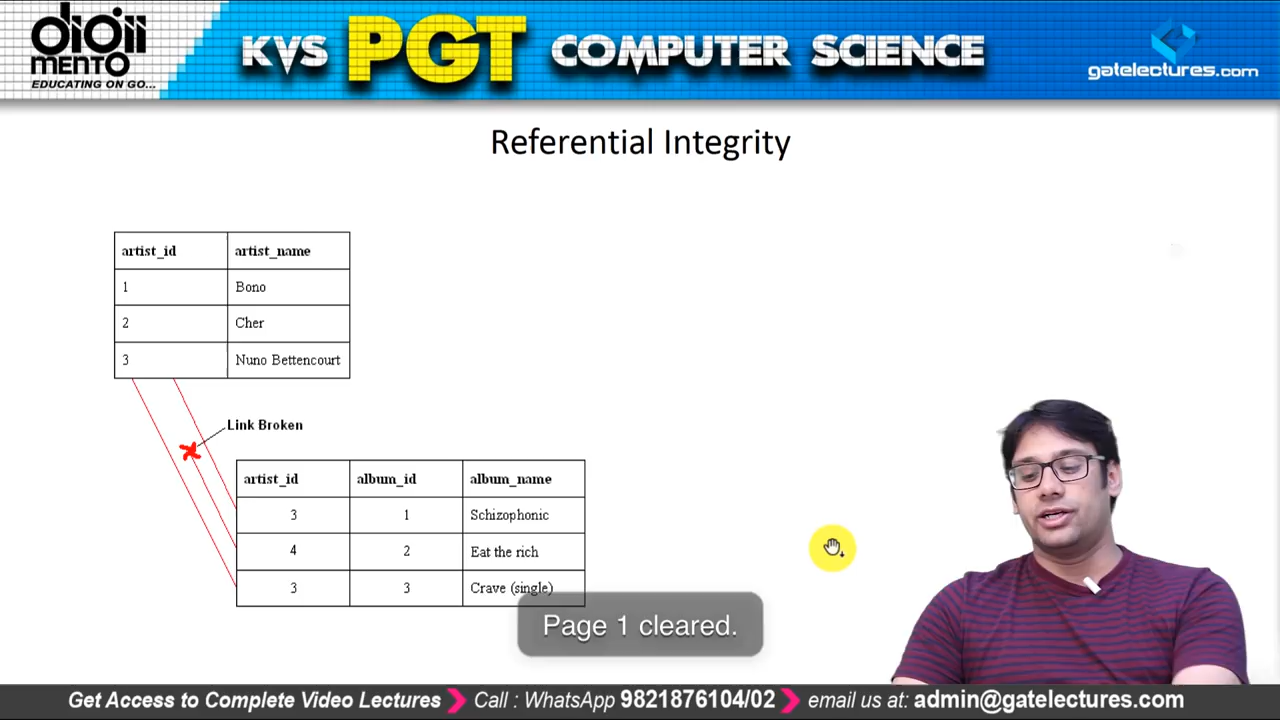 digii
MENTO
EDUCATING ON GO...
KVS PGT COMPUTER SCIENCE
gatelectures.com
Referential Integrity
artist_id artist_name
1 Bono
2 Cher
3 Nuno Bettencourt
Link Broken
artist_id album_id album_name
3 1 Schizophonic
4 2 Eat the rich
3 3 Crave (single)
Page 1 cleared.
Get Access to Complete Video Lectures Call : WhatsApp 9821876104/02 email us at: admin@gatelectures.com